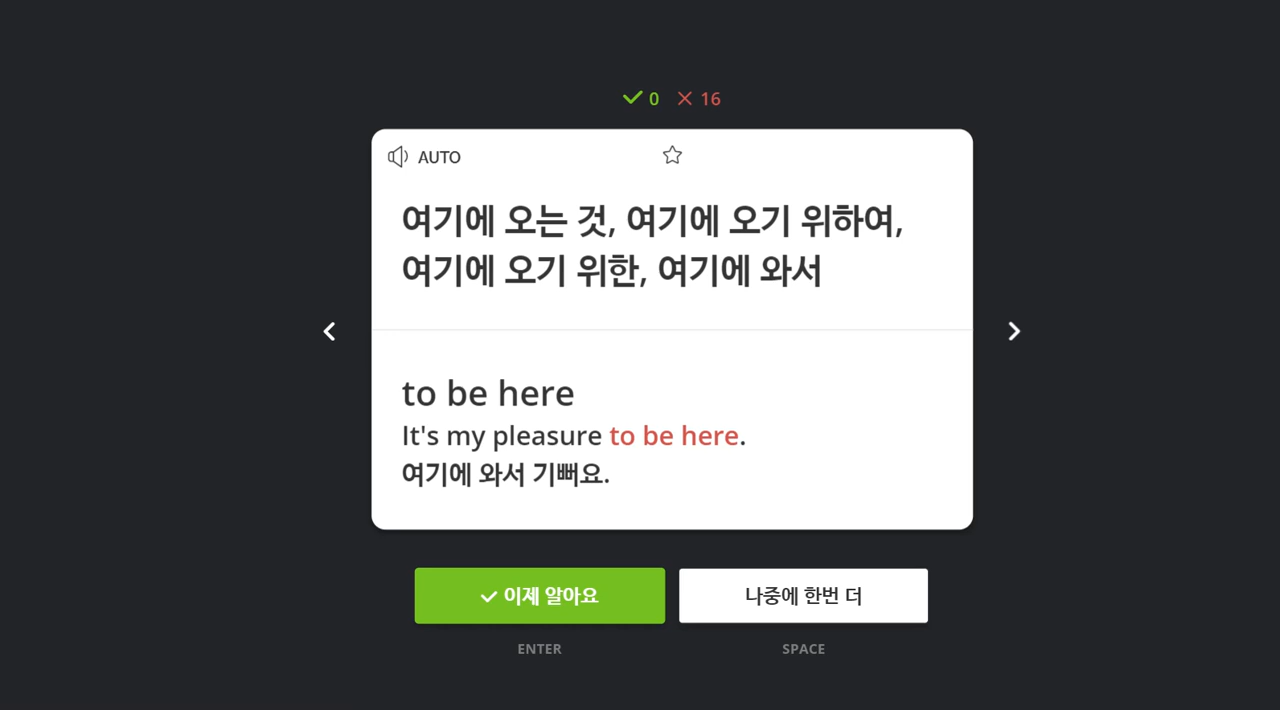 0 16
AUTO
여기에 오는 것, 여기에 오기 위하여,
여기에 오기 위한, 여기에 와서
to be here
It's my pleasure to be here.
여기에 와서 기뻐요.
이제 알아요 나중에 한번 더
ENTER SPACE